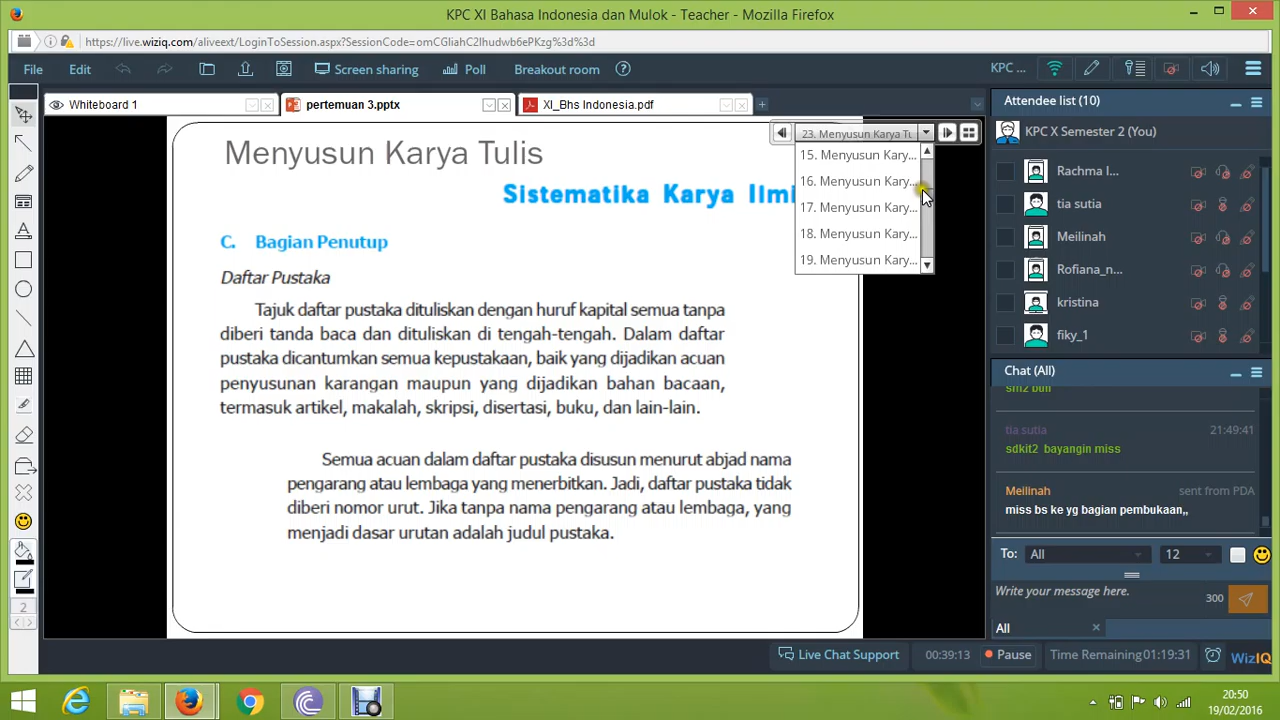 KPC XI Bahasa Indonesia dan Mulok - Teacher - Mozilla Firefox
https://live.wiziq.com/aliveext/LoginToSession.aspx?SessionCode=omCGliahC2lhudwb6ePKzg%3d%3d
File Edit Screen sharing Poll Breakout room KPC ...
Whiteboard 1 pertemuan 3.pptx XI_Bhs Indonesia.pdf
Menyusun Karya Tulis
Sistematika Karya Ilmi
C. Bagian Penutup
Daftar Pustaka
Tajuk daftar pustaka dituliskan dengan huruf kapital semua tanpa
diberi tanda baca dan dituliskan di tengah-tengah. Dalam daftar
pustaka dicantumkan semua kepustakaan, baik yang dijadikan acuan
penyusunan karangan maupun yang dijadikan bahan bacaan,
termasuk artikel, makalah, skripsi, disertasi, buku, dan lain-lain.
Semua acuan dalam daftar pustaka disusun menurut abjad nama
pengarang atau lembaga yang menerbitkan. Jadi, daftar pustaka tidak
diberi nomor urut. Jika tanpa nama pengarang atau lembaga, yang
menjadi dasar urutan adalah judul pustaka.
23. Menyusun Karya Tu
15. Menyusun Kary...
16. Menyusun Kary...
17. Menyusun Kary...
18. Menyusun Kary...
19. Menyusun Kary...
Attendee list (10)
KPC X Semester 2 (You)
Rachma I...
tia sutia
Meilinah
Rofiana_n...
kristina
fiky_1
Chat (All)
sm2 bull
tia sutia 21:49:41
sdkit2 bayangin miss
Meilinah sent from PDA
miss bs ke yg bagian pembukaan,,
To: All 12
Write your message here. 300
All
2
Live Chat Support 00:39:13 Pause Time Remaining01:19:31 WizIQ
20:50
19/02/2016